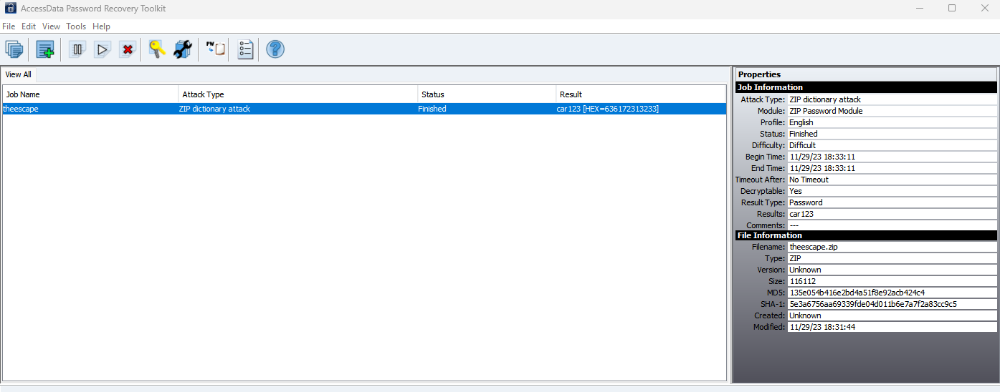 AccessData Password Recovery Toolkit
File Edit View Tools Help
PW
View All
Job Name Attack Type Status Result
theescape ZIP dictionary attack Finished car123 [HEX=636172313233]
Properties
Job Information
Attack Type: ZIP dictionary attack
Module: ZIP Password Module
Profile: English
Status: Finished
Difficulty: Difficult
Begin Time: 11/29/23 18:33:11
End Time: 11/29/23 18:33:11
Timeout After: No Timeout
Decryptable: Yes
Result Type: Password
Results: car123
Comments: ---
File Information
Filename: theescape.zip
Type: ZIP
Version: Unknown
Size: 116112
MD5: 135e054b416e2bd4a51f8e92acb424c4
SHA-1: 5e3a6756aa69339fde04d011b6e7a7f2a83cc9c5
Created: Unknown
Modified: 11/29/23 18:31:44